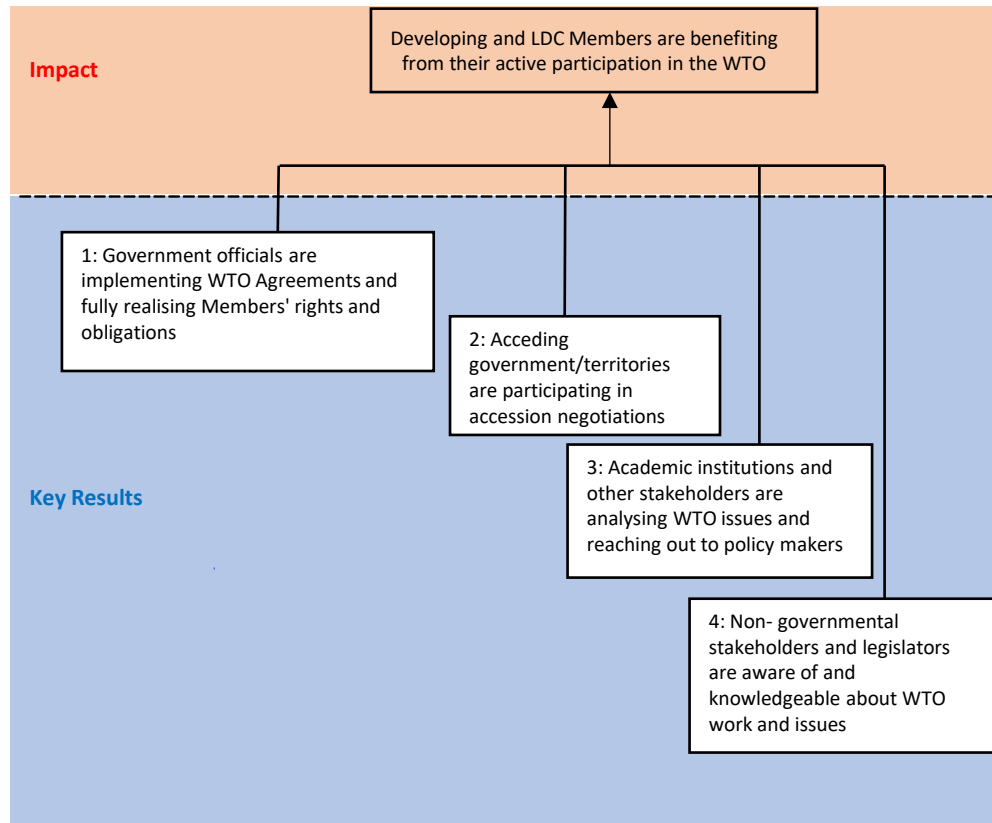 Developing and LDC Members are benefiting
from their active participation in the WTO
Impact
1: Government officials are
implementing WTO Agreements and
fully realising Members' rights and
obligations
2: Acceding
government/territories
are participating in
accession negotiations
3: Academic institutions and
other stakeholders are
analysing WTO issues and
reaching out to policy makers
Key Results
4: Non- governmental
stakeholders and legislators
are aware of and
knowledgeable about WTO
work and issues